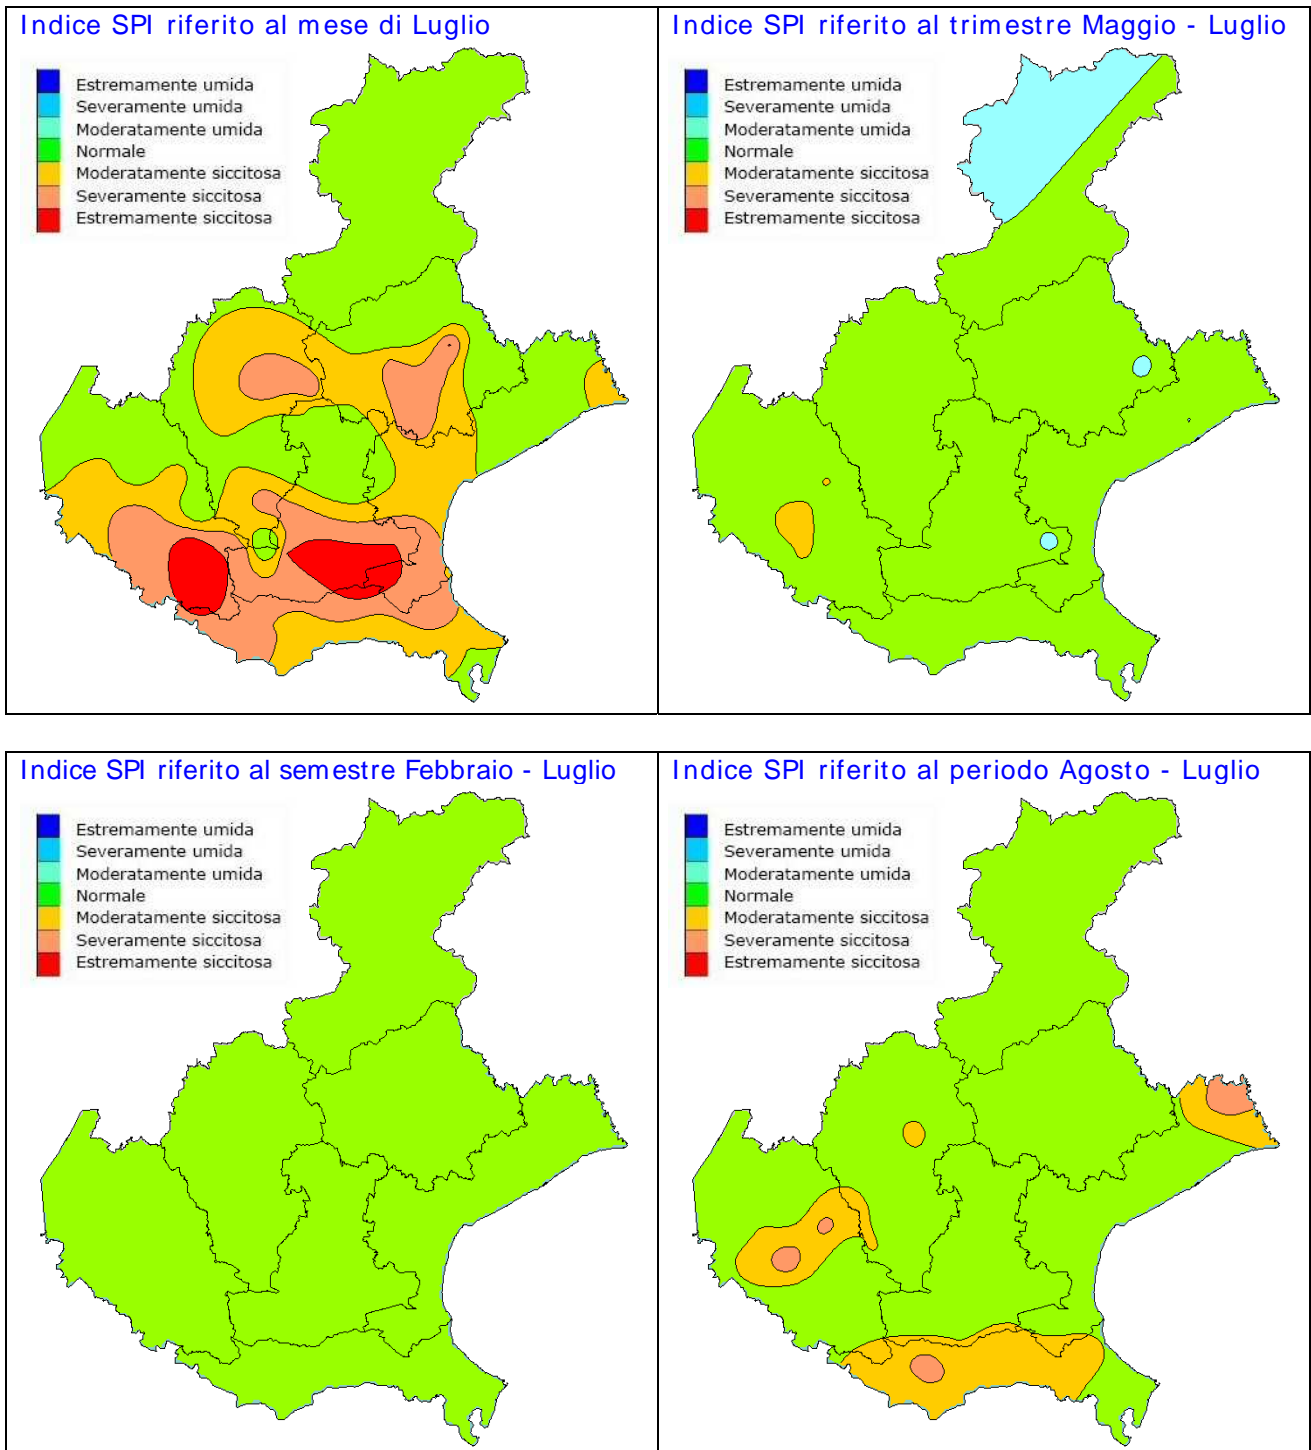 Indice SPI riferito al mese di Luglio
Estremamente umida
Severamente umida
Moderatamente umida
Normale
Moderatamente siccitosa
Severamente siccitosa
Estremamente siccitosa
Indice SPI riferito al trimestre Maggio - Luglio
Estremamente umida
Severamente umida
Moderatamente umida
Normale
Moderatamente siccitosa
Severamente siccitosa
Estremamente siccitosa
Indice SPI riferito al semestre Febbraio - Luglio
Estremamente umida
Severamente umida
Moderatamente umida
Normale
Moderatamente siccitosa
Severamente siccitosa
Estremamente siccitosa
Indice SPI riferito al periodo Agosto - Luglio
Estremamente umida
Severamente umida
Moderatamente umida
Normale
Moderatamente siccitosa
Severamente siccitosa
Estremamente siccitosa